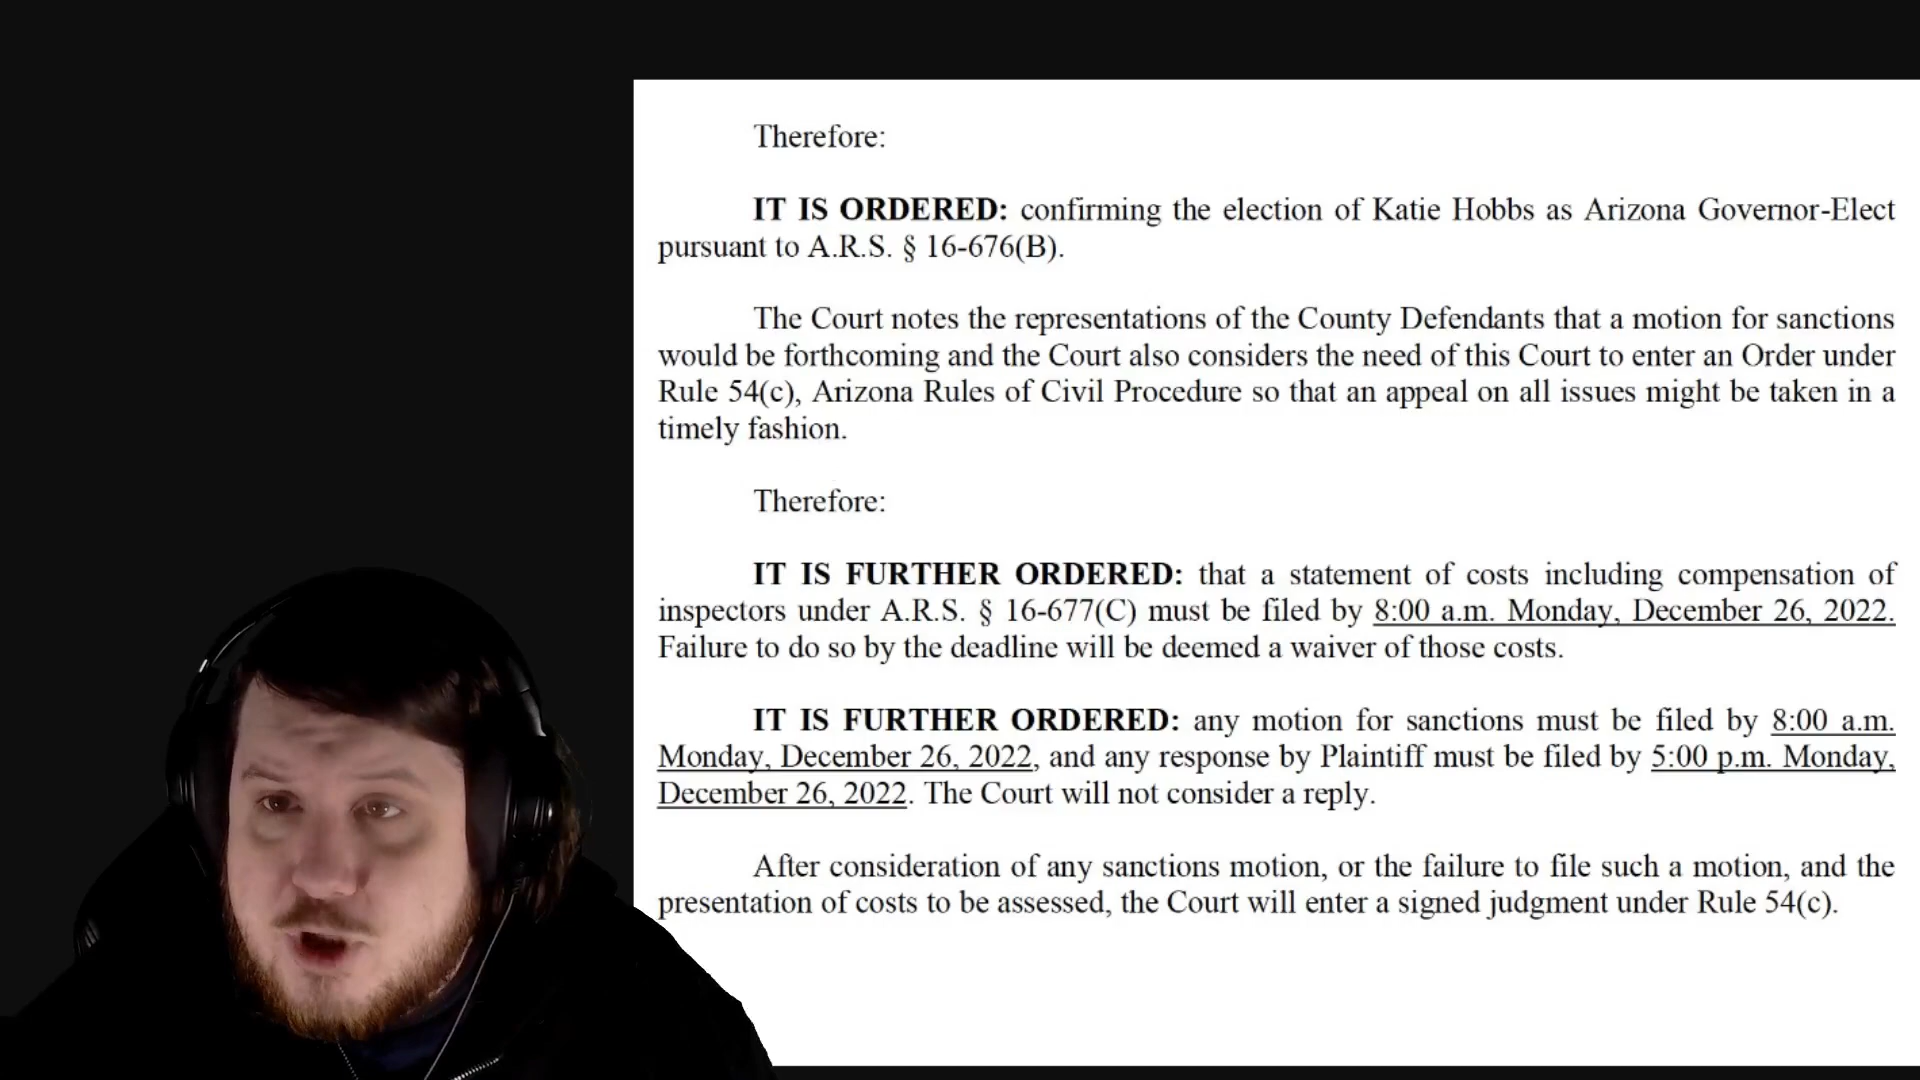 Therefore:
IT IS ORDERED: confirming the election of Katie Hobbs as Arizona Governor-Elect
pursuant to A.R.S. § 16-676(B).
The Court notes the representations of the County Defendants that a motion for sanctions
would be forthcoming and the Court also considers the need of this Court to enter an Order under
Rule 54(c), Arizona Rules of Civil Procedure so that an appeal on all issues might be taken in a
timely fashion.
Therefore:
IT IS FURTHER ORDERED: that a statement of costs including compensation of
inspectors under A.R.S. § 16-677(C) must be filed by 8:00 a.m. Monday, December 26, 2022.
Failure to do so by the deadline will be deemed a waiver of those costs.
IT IS FURTHER ORDERED: any motion for sanctions must be filed by 8:00 a.m.
Monday, December 26, 2022, and any response by Plaintiff must be filed by 5:00 p.m. Monday,
December 26, 2022. The Court will not consider a reply.
After consideration of any sanctions motion, or the failure to file such a motion, and the
presentation of costs to be assessed, the Court will enter a signed judgment under Rule 54(c).